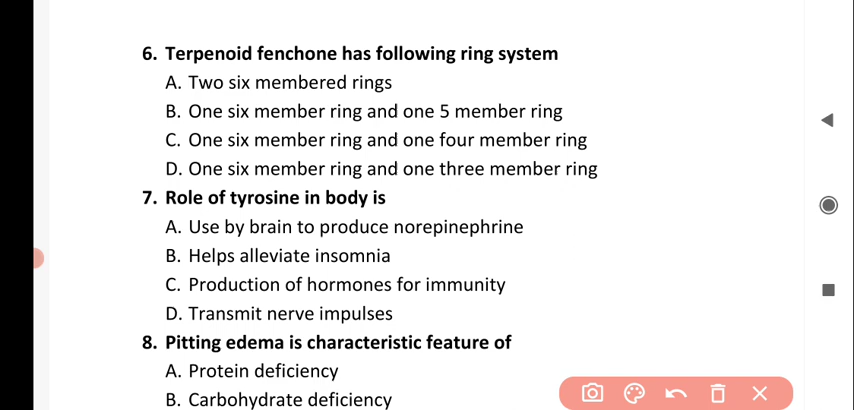 6. Terpenoid fenchone has following ring system
A. Two six membered rings
B. One six member ring and one 5 member ring
C. One six member ring and one four member ring
D. One six member ring and one three member ring
7. Role of tyrosine in body is
A. Use by brain to produce norepinephrine
B. Helps alleviate insomnia
C. Production of hormones for immunity
D. Transmit nerve impulses
8. Pitting edema is characteristic feature of
A. Protein deficiency
B. Carbohydrate deficiency